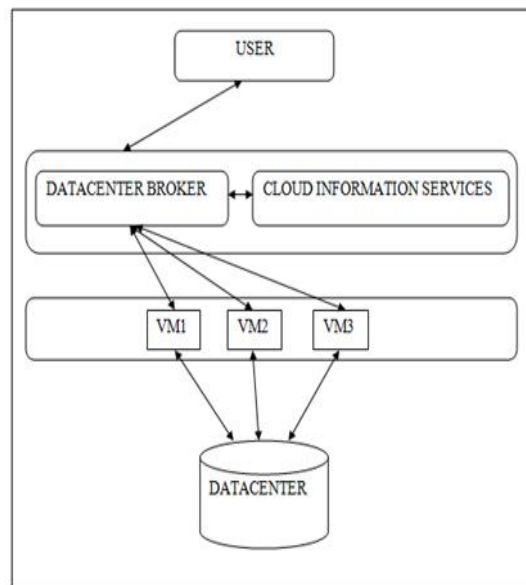 USER
DATACENTER BROKER
CLOUD INFORMATION SERVICES
VM1
VM2
VM3
DATACENTER